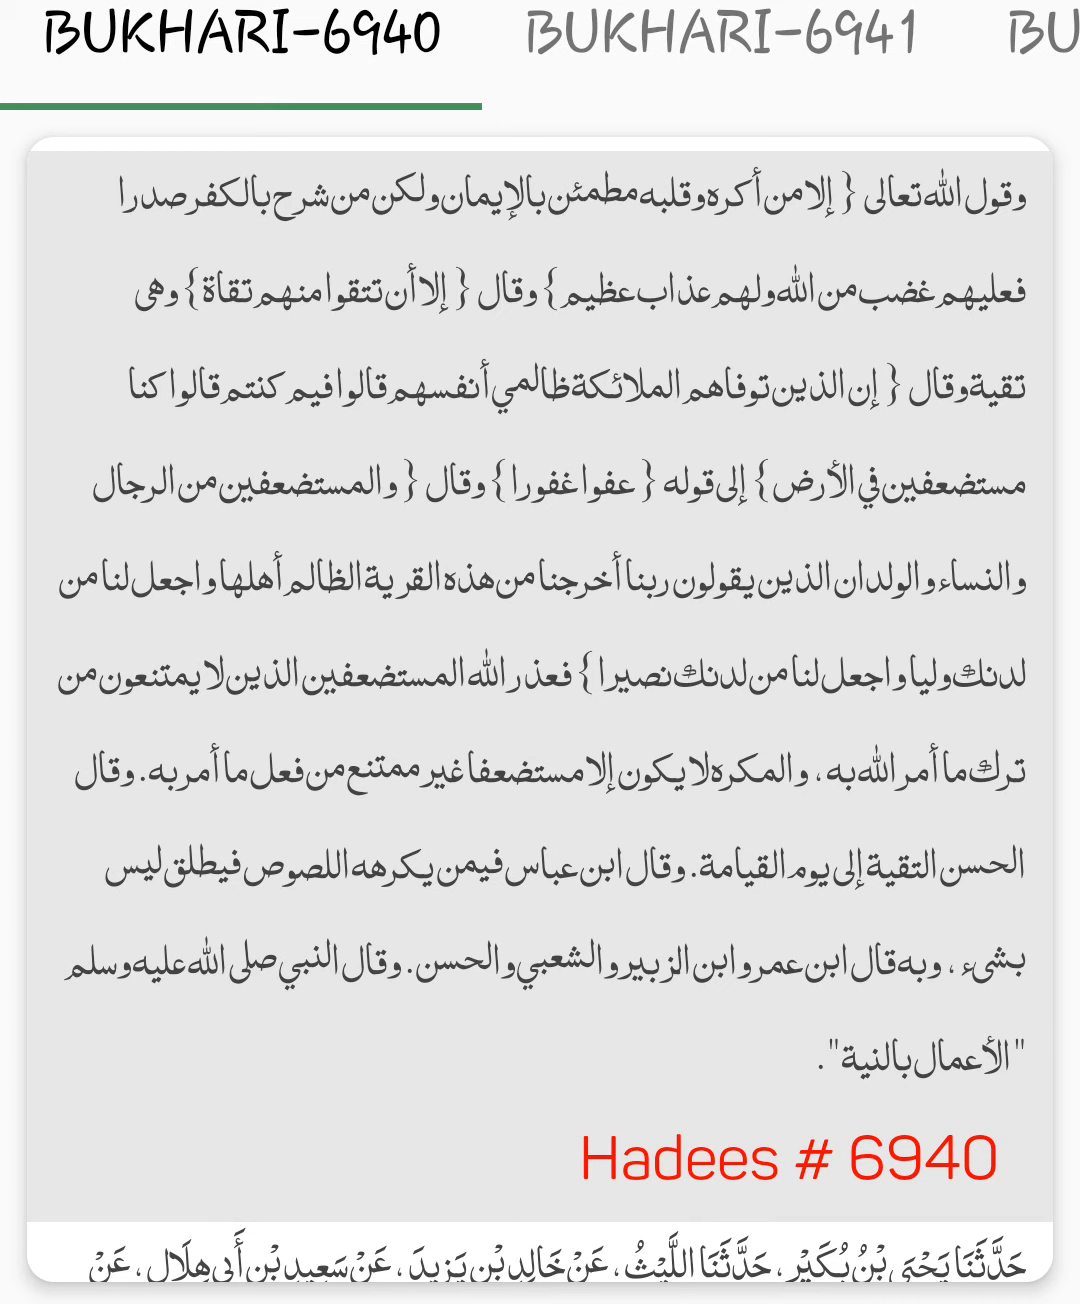 BUKHARI-6940 BUKHARI-6941 BU
وقول الله تعالى { إلا من أكره وقلبه مطمئن بالإيمان ولكن من شرح بالكفر صدرا
فعليهم غضب من الله ولهم عذاب عظيم } وقال { إلا أن تتقوا منهم تقاة } وهى
تقية وقال { إن الذين توفاهم الملائكة ظالمي أنفسهم قالوا فيم كنتم قالوا كنا
مستضعفين في الأرض } إلى قوله { عفوا غفورا } وقال { والمستضعفين من الرجال
والنساء والولدان الذين يقولون ربنا أخرجنا من هذه القرية الظالم أهلها واجعل لنا من
لدنك وليا واجعل لنا من لدنك نصيرا } فعذر الله المستضعفين الذين لا يمتنعون من
ترك ما أمر الله به ، والمكره لا يكون إلا مستضعفا غير ممتنع من فعل ما أمر به. وقال
الحسن التقية إلى يوم القيامة. وقال ابن عباس فيمن يكرهه اللصوص فيطلق ليس
بشىء ، وبه قال ابن عمر وابن الزبير والشعبي والحسن. وقال النبي صلى الله عليه وسلم
" الأعمال بالنية ".
Hadees # 6940
حَدَّثَنَا يَحْيَى بْنُ بُكَيْرٍ ، حَدَّثَنَا اللَّيْثُ ، عَنْ خَالِدِ بْنِ يَزِيدَ ، عَنْ سَعِيدِ بْنِ أَبِي هِلَالٍ ، عَنْ